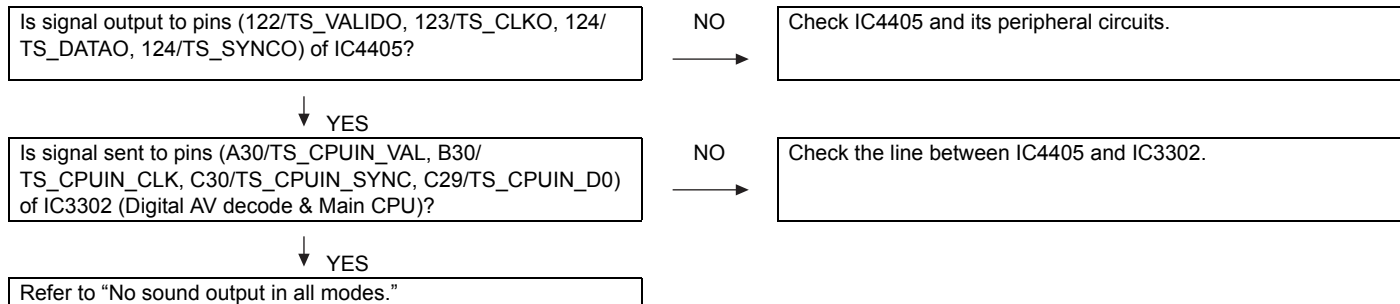 Is signal output to pins (122/TS_VALIDO, 123/TS_CLKO, 124/
TS_DATAO, 124/TS_SYNCO) of IC4405?
NO
Check IC4405 and its peripheral circuits.
YES
Is signal sent to pins (A30/TS_CPUIN_VAL, B30/
TS_CPUIN_CLK, C30/TS_CPUIN_SYNC, C29/TS_CPUIN_D0)
of IC3302 (Digital AV decode & Main CPU)?
NO
Check the line between IC4405 and IC3302.
YES
Refer to “No sound output in all modes.”